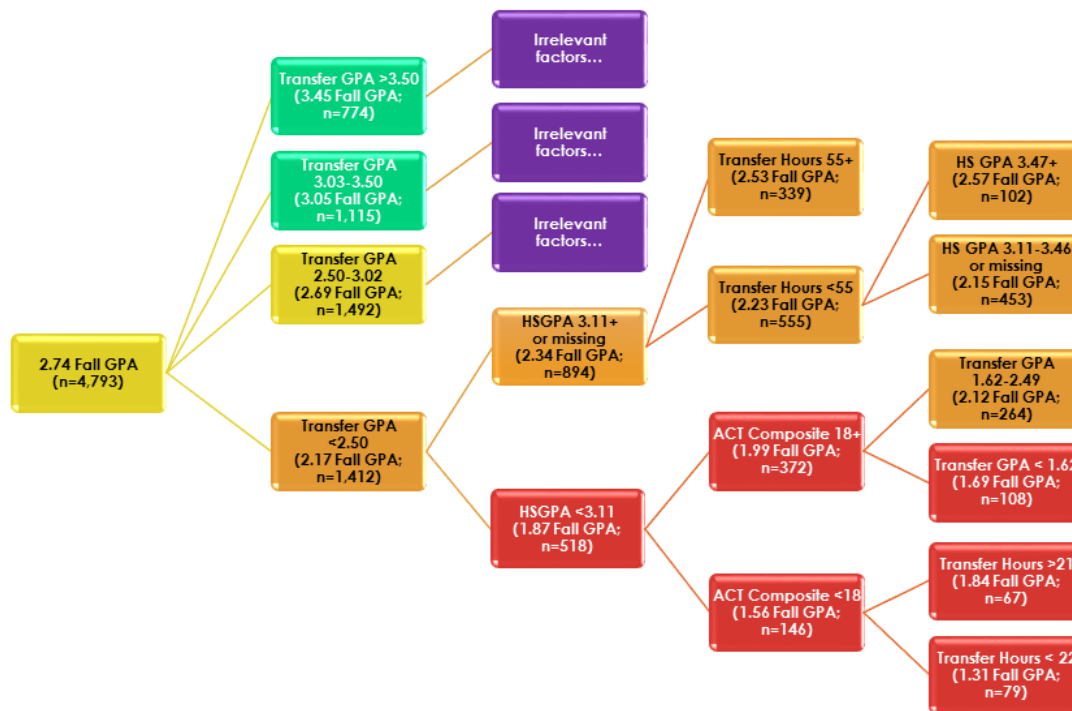 Irrelevant
factors...
Transfer GPA >3.50
(3.45 Fall GPA;
n=774)
Irrelevant
factors...
Transfer GPA
3.03-3.50
(3.05 Fall GPA;
n=1,115)
Irrelevant
factors...
Transfer GPA
2.50-3.02
(2.69 Fall GPA;
n=1,492)
2.74 Fall GPA
(n=4,793)
Transfer GPA
<2.50
(2.17 Fall GPA;
n=1,412)
HSGPA 3.11+
or missing
(2.34 Fall GPA;
n=894)
HSGPA <3.11
(1.87 Fall GPA;
n=518)
Transfer Hours 55+
(2.53 Fall GPA;
n=339)
Transfer Hours <55
(2.23 Fall GPA;
n=555)
ACT Composite 18+
(1.99 Fall GPA;
n=372)
ACT Composite <18
(1.56 Fall GPA;
n=146)
HS GPA 3.47+
(2.57 Fall GPA;
n=102)
HS GPA 3.11-3.46
or missing
(2.15 Fall GPA;
n=453)
Transfer GPA
1.62-2.49
(2.12 Fall GPA;
n=264)
Transfer GPA < 1.62
(1.69 Fall GPA;
n=108)
Transfer Hours >21
(1.84 Fall GPA;
n=67)
Transfer Hours < 22
(1.31 Fall GPA;
n=79)